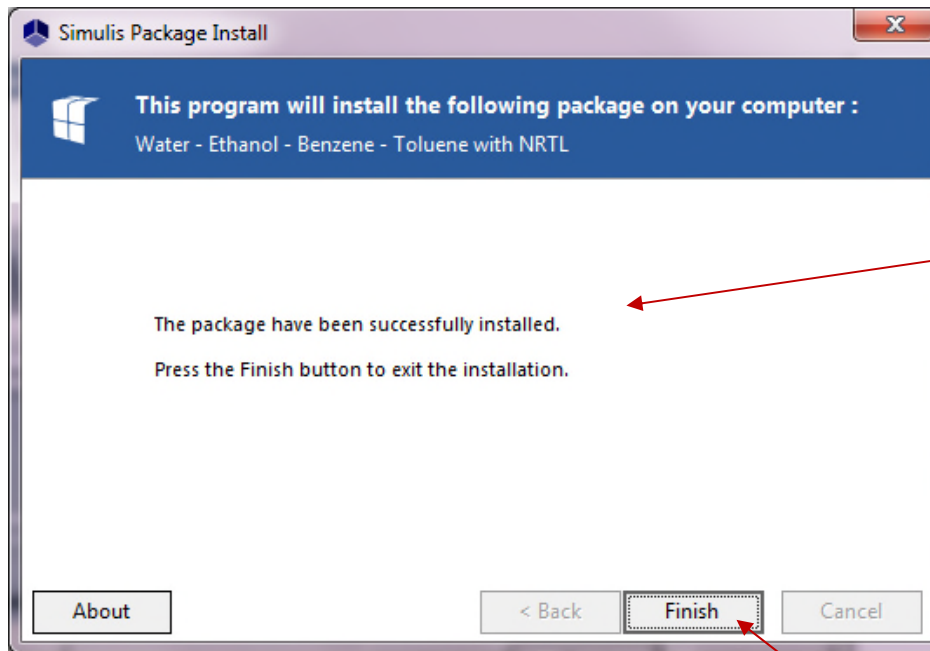 Simulis Package Install
This program will install the following package on your computer :
Water - Ethanol - Benzene - Toluene with NRTL
The package have been successfully installed.
Press the Finish button to exit the installation.
About
< Back
Finish
Cancel